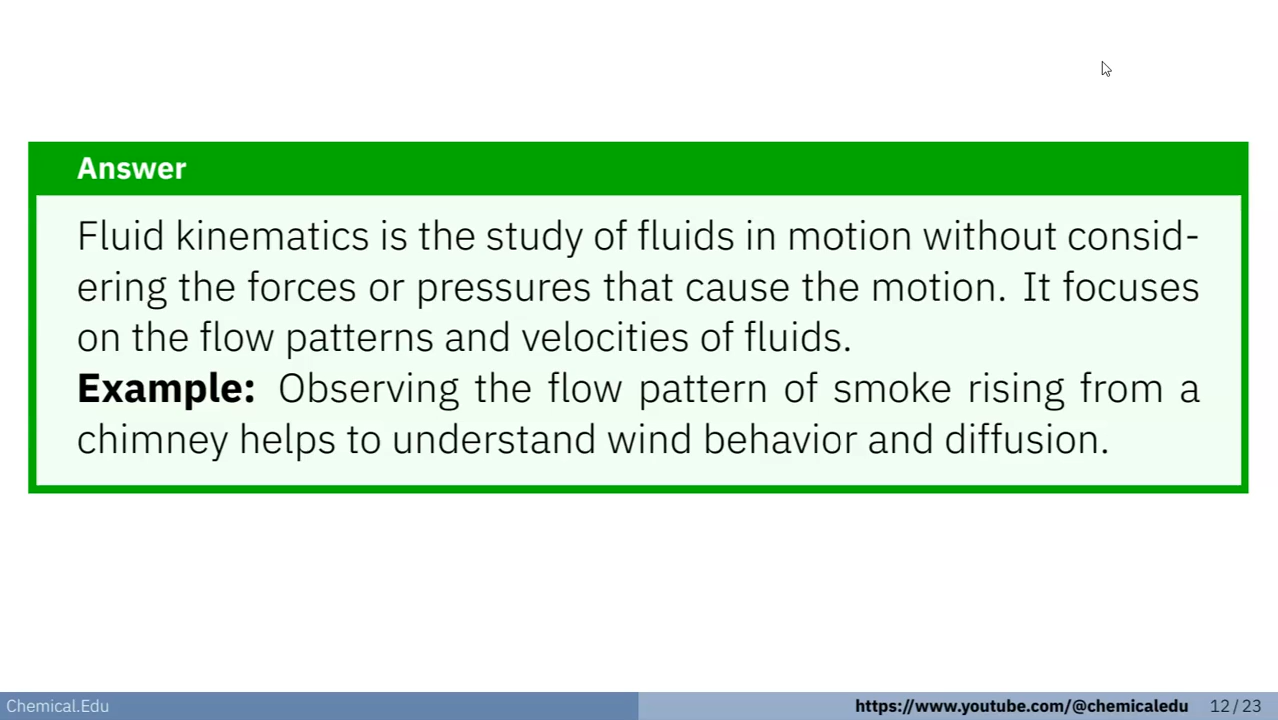 Answer
Fluid kinematics is the study of fluids in motion without consid-
ering the forces or pressures that cause the motion. It focuses
on the flow patterns and velocities of fluids.
Example: Observing the flow pattern of smoke rising from a
chimney helps to understand wind behavior and diffusion.
Chemical.Edu https://www.youtube.com/@chemicaledu 12 / 23